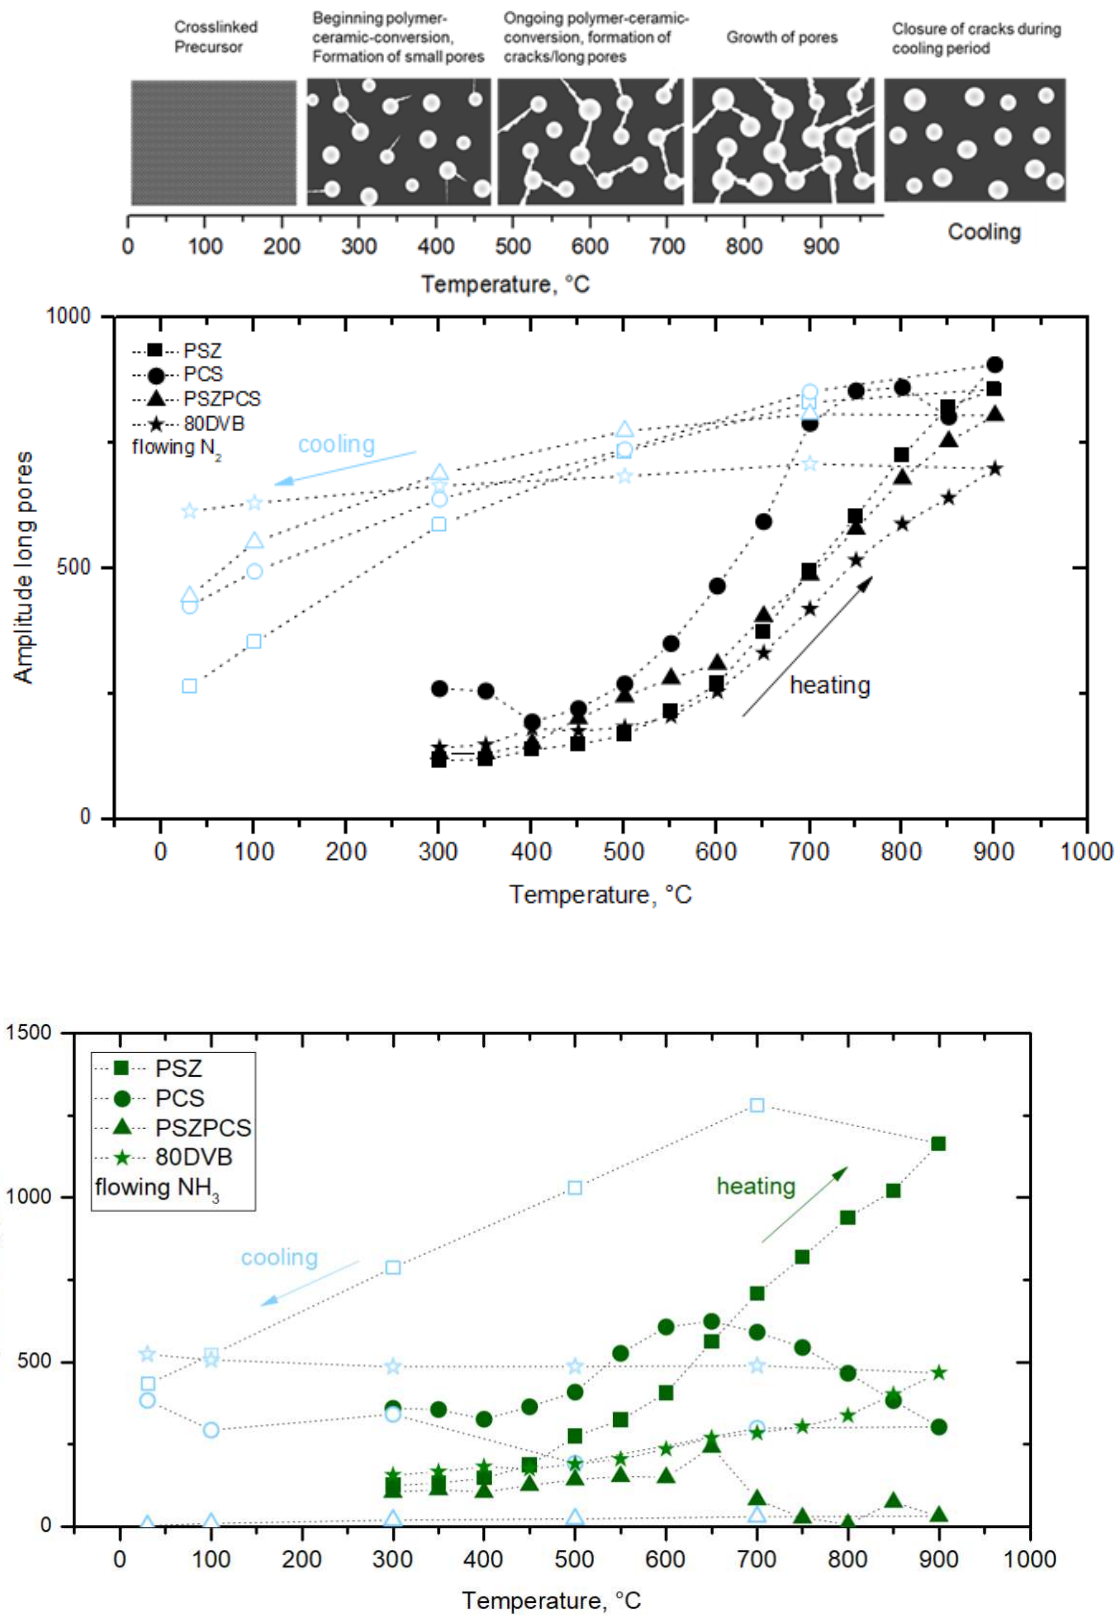 Crosslinked
Precursor
Beginning polymer-
ceramic-conversion,
Formation of small pores
Ongoing polymer-ceramic-
conversion, formation of
cracks/long pores
Growth of pores
Closure of cracks during
cooling period
0 100 200 300 400 500 600 700 800 900
Cooling
Temperature, °C
1000
500
0
Amplitude long pores
PSZ
PCS
PSZPCS
80DVB
flowing N2
cooling
heating
0 100 200 300 400 500 600 700 800 900 1000
Temperature, °C
1500
1000
500
0
PSZ
PCS
PSZPCS
80DVB
flowing NH3
heating
cooling
0 100 200 300 400 500 600 700 800 900 1000
Temperature, °C